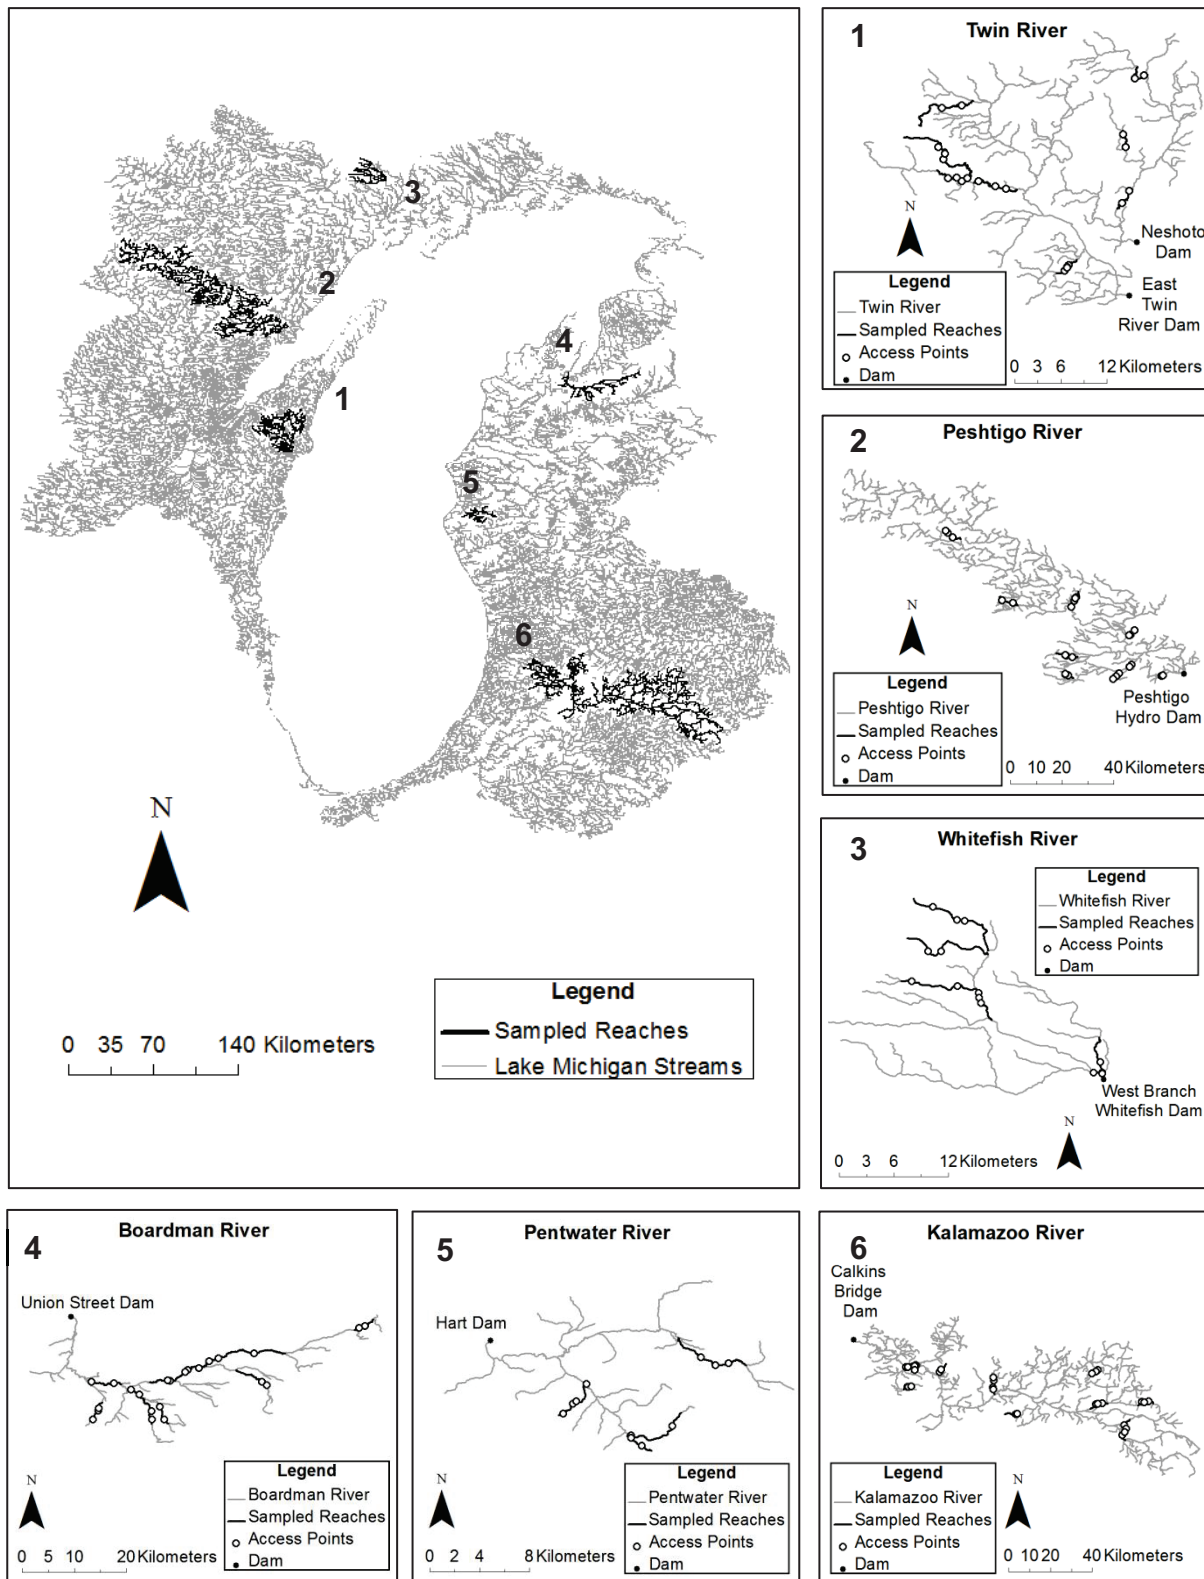 1
2
3
4
5
6
N
0 35 70 140 Kilometers
Legend
Sampled Reaches
Lake Michigan Streams
1
Twin River
N
Neshoto
Dam
East
Twin
River Dam
Legend
Twin River
Sampled Reaches
Access Points
Dam
0 3 6 12 Kilometers
2
Peshtigo River
N
Peshtigo
Hydro Dam
Legend
Peshtigo River
Sampled Reaches
Access Points
Dam
0 10 20 40 Kilometers
3
Whitefish River
Legend
Whitefish River
Sampled Reaches
Access Points
Dam
West Branch
Whitefish Dam
N
0 3 6 12 Kilometers
4
Boardman River
Union Street Dam
N
Legend
Boardman River
Sampled Reaches
Access Points
Dam
0 5 10 20 Kilometers
5
Pentwater River
Hart Dam
N
Legend
Pentwater River
Sampled Reaches
Access Points
Dam
0 2 4 8 Kilometers
6
Kalamazoo River
Calkins
Bridge
Dam
N
Legend
Kalamazoo River
Sampled Reaches
Access Points
Dam
0 10 20 40 Kilometers